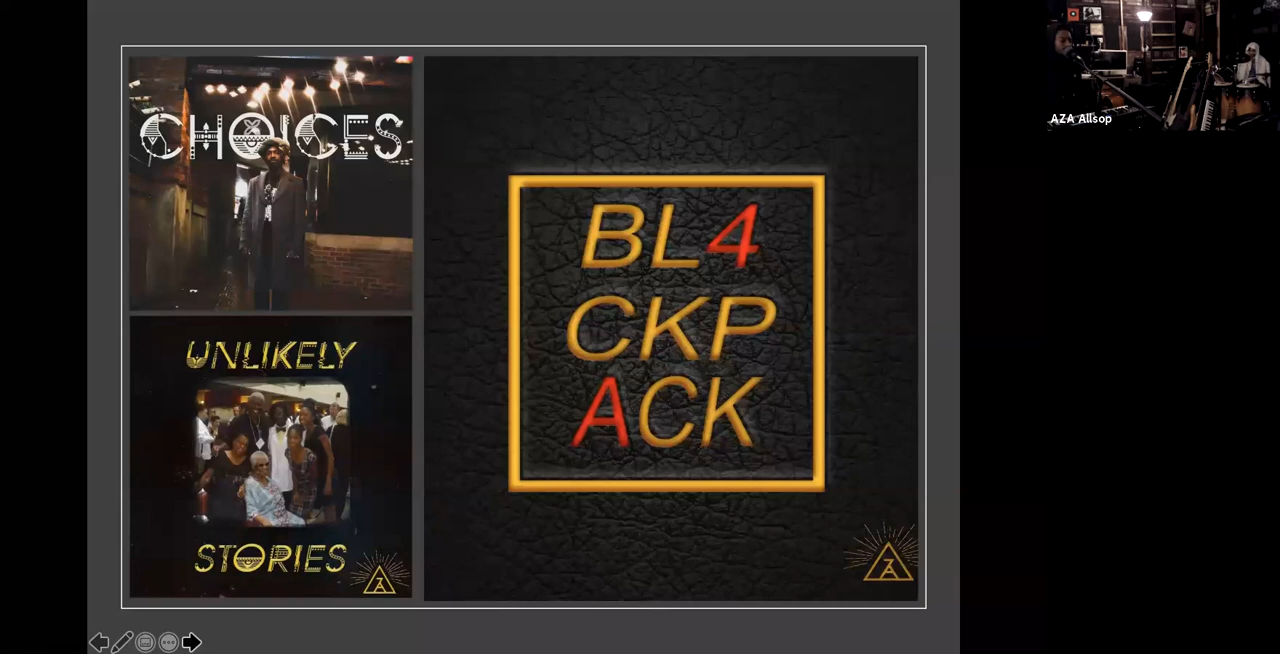 CHOICES
UNLIKELY
STORIES
BL4
CKP
ACK
AZA Allsop